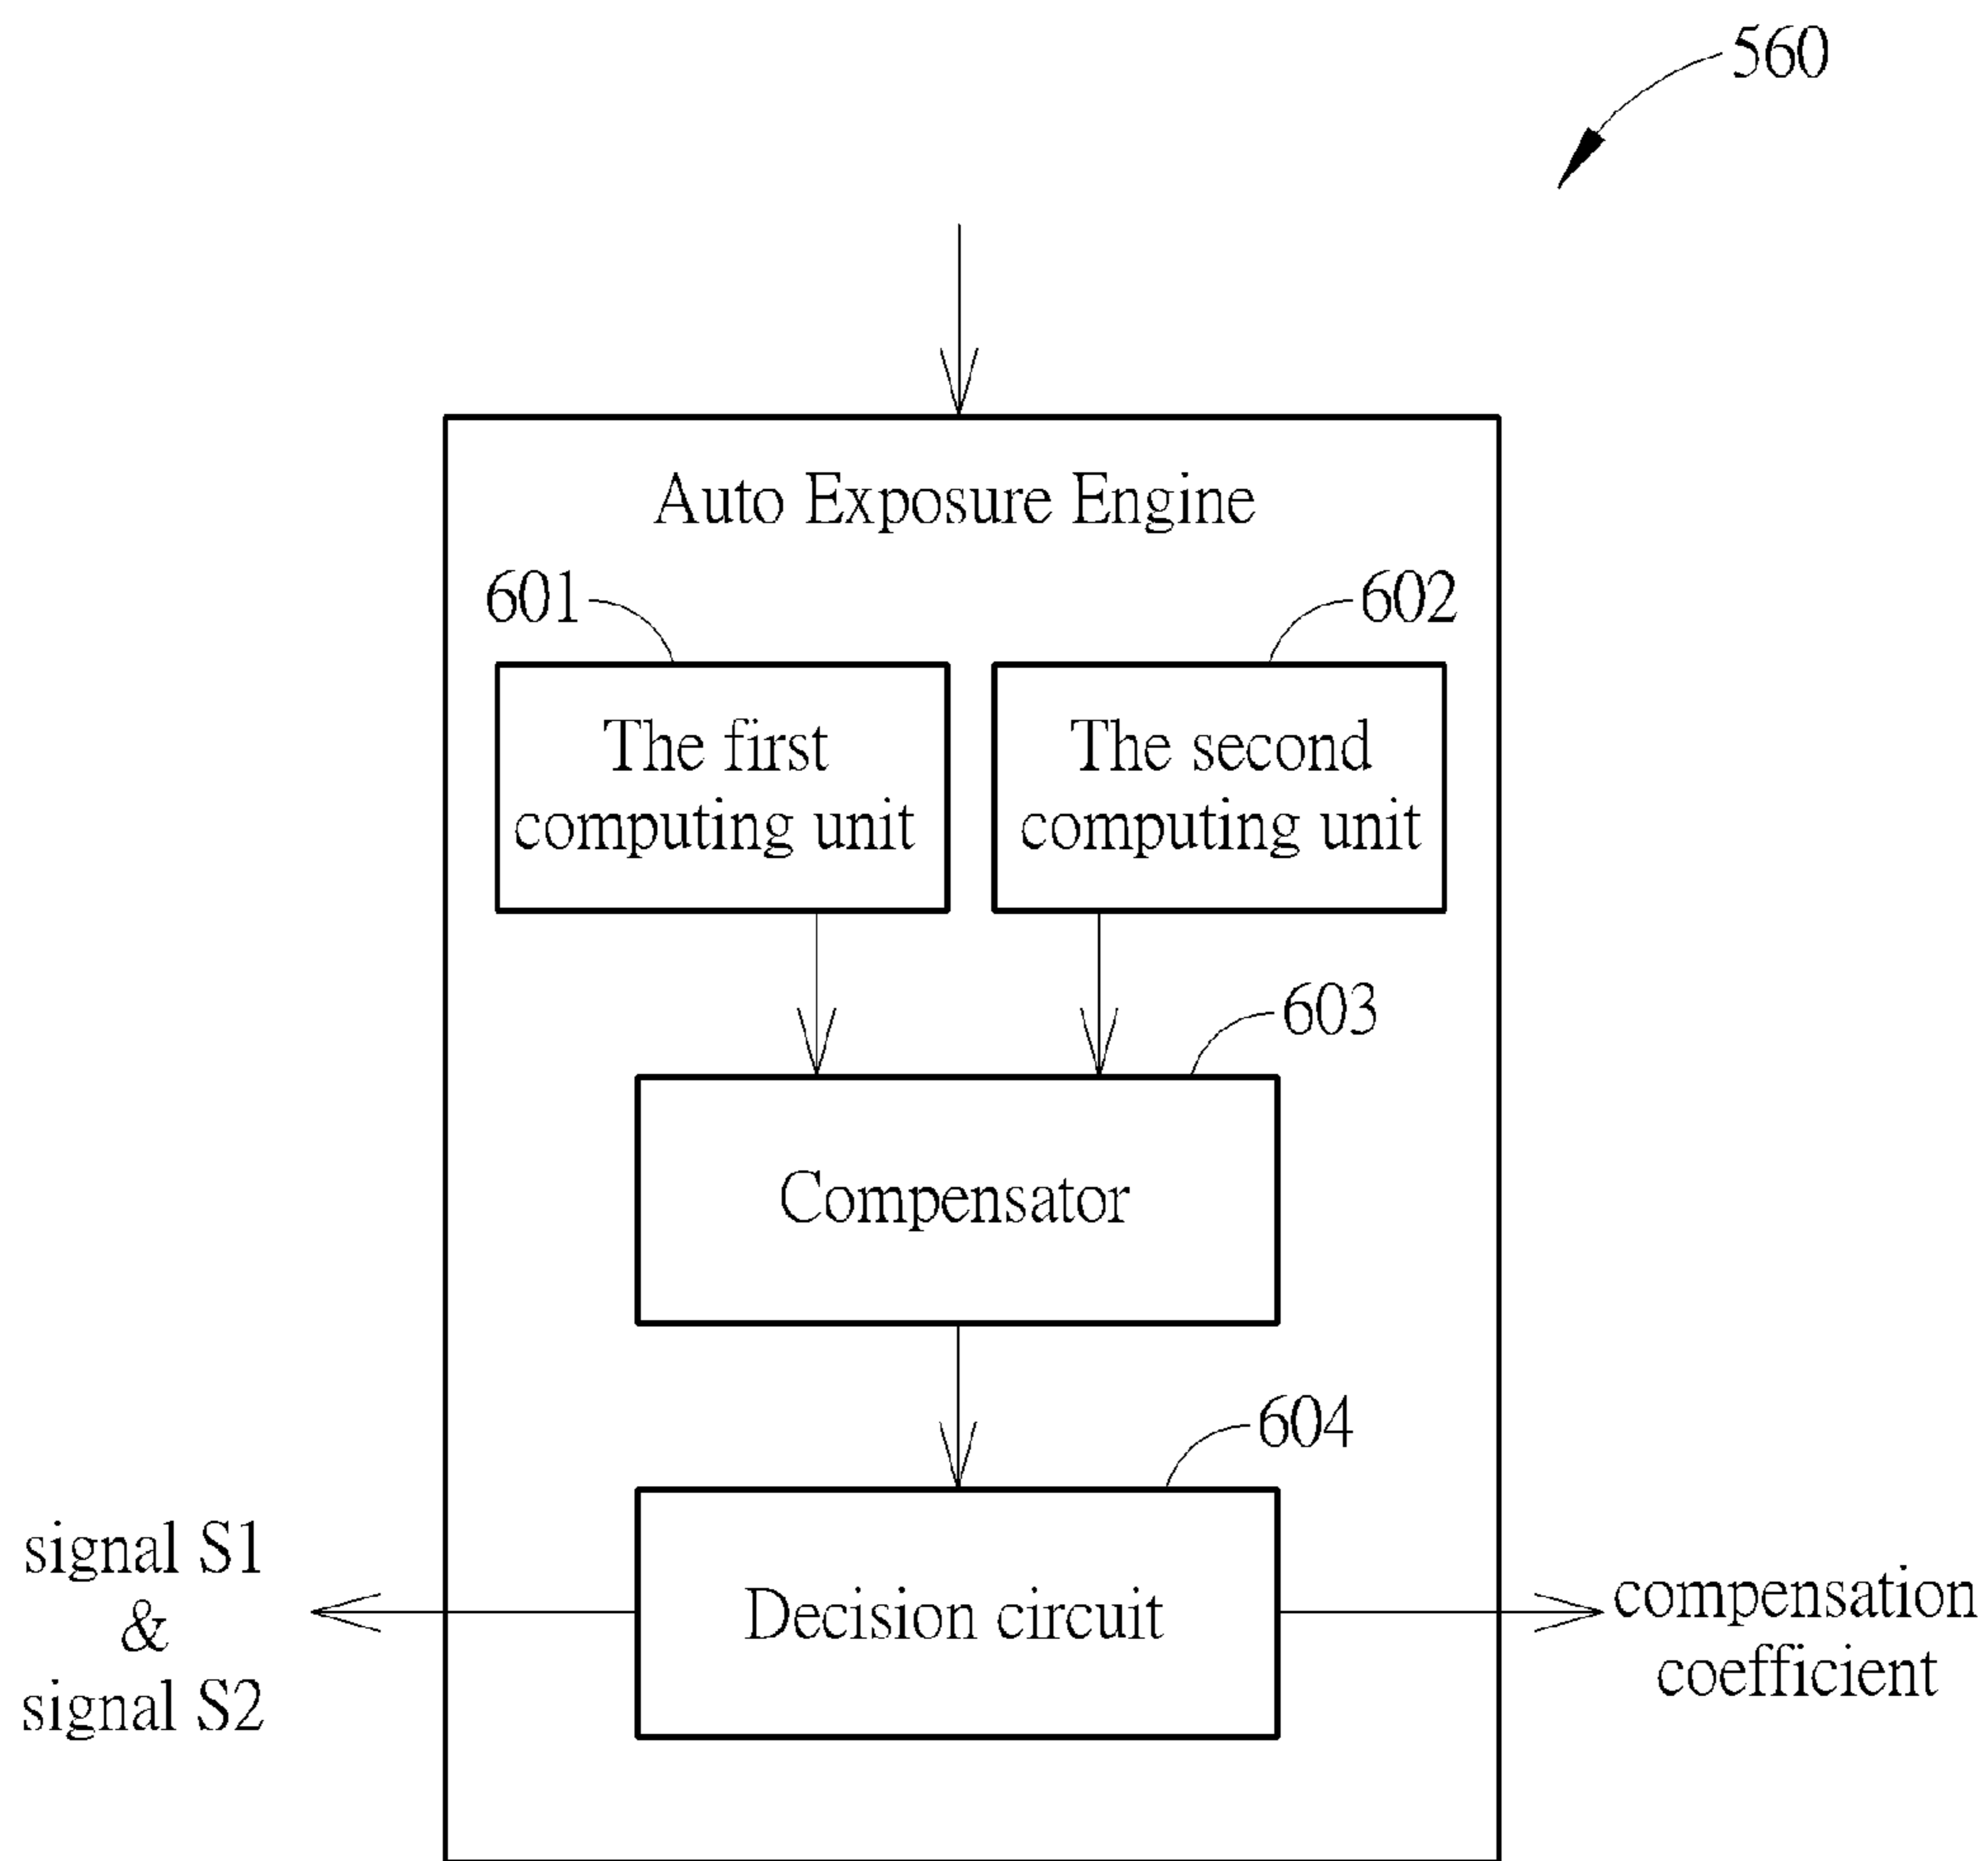 560
Auto Exposure Engine
601
602
The first
computing unit
The second
computing unit
603
Compensator
604
signal S1
&
signal S2
Decision circuit
compensation
coefficient